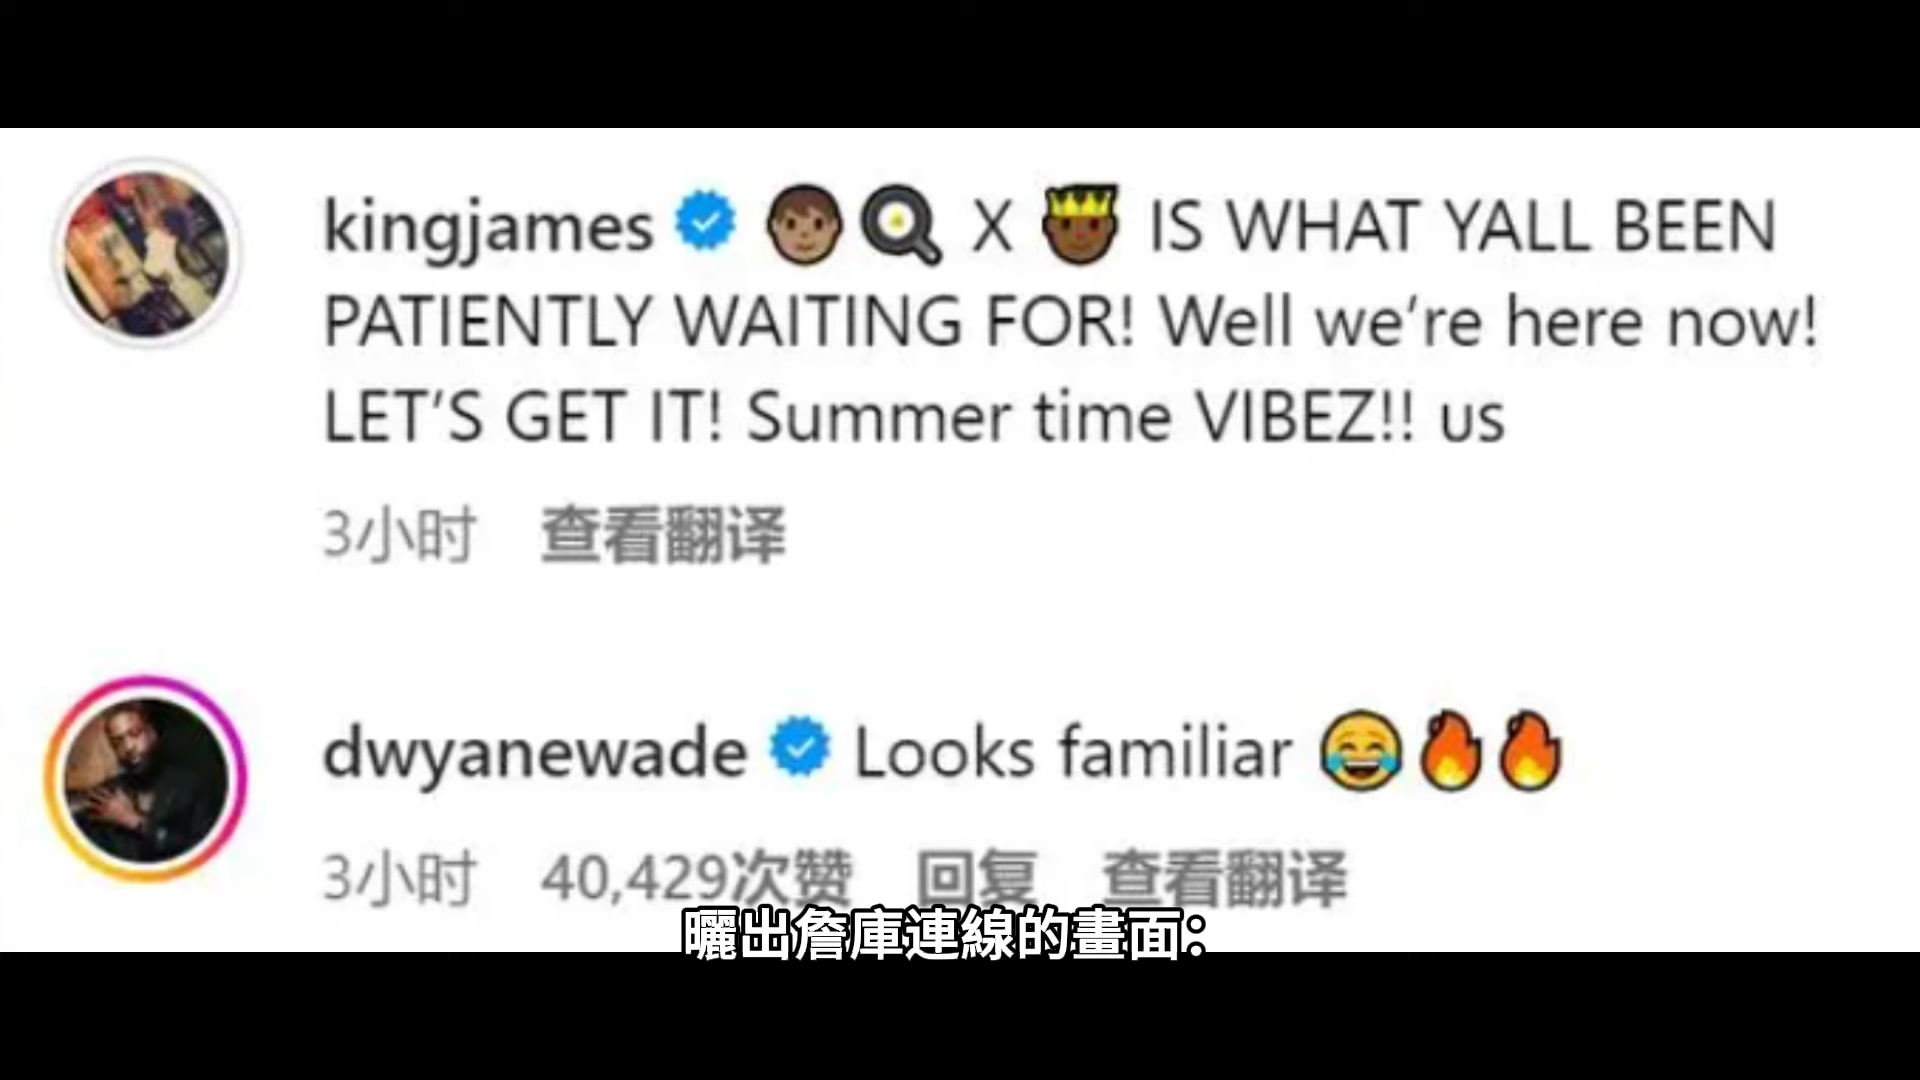 kingjames 👦🏽🍳 X 🤴🏾 IS WHAT YALL BEEN
PATIENTLY WAITING FOR! Well we’re here now!
LET’S GET IT! Summer time VIBEZ!! us
3小时 查看翻译
dwyanewade Looks familiar 😂🔥🔥
3小时 40,429次赞 回复 查看翻译
曬出詹庫連線的畫面：